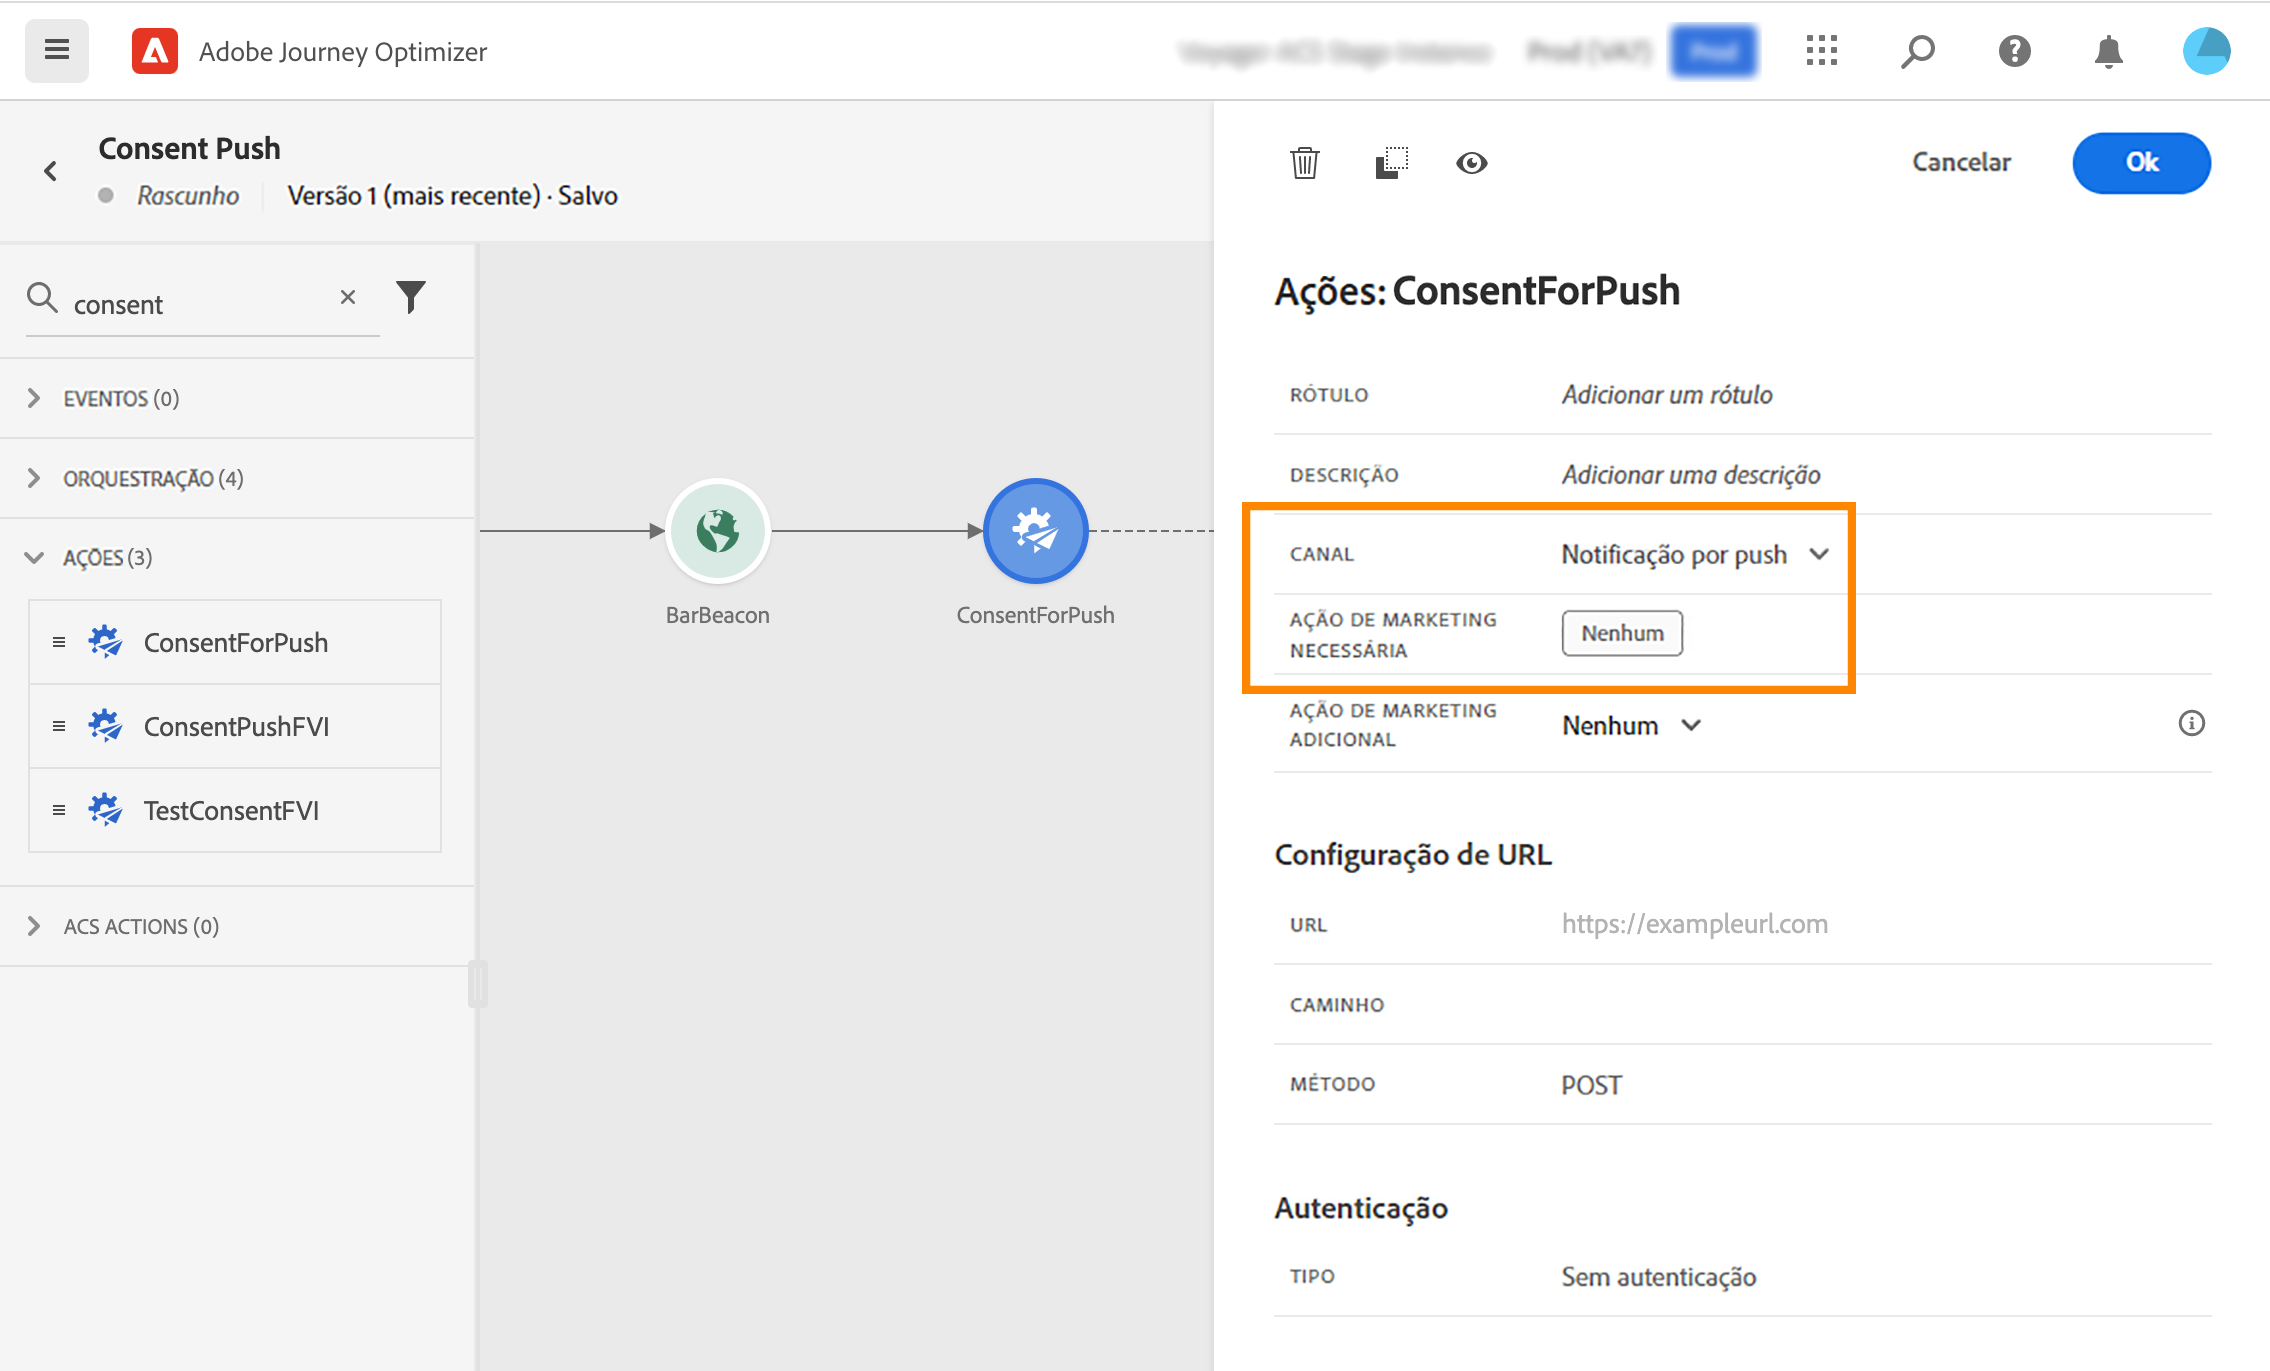 Adobe Journey Optimizer
Consent Push
Rascunho
Versão 1 (mais recente) · Salvo
consent
EVENTOS (0)
ORQUESTRAÇÃO (4)
AÇÕES (3)
ConsentForPush
ConsentPushFVI
TestConsentFVI
ACS ACTIONS (0)
BarBeacon
ConsentForPush
Cancelar
Ok
Ações: ConsentForPush
RÓTULO
Adicionar um rótulo
DESCRIÇÃO
Adicionar uma descrição
CANAL
Notificação por push
AÇÃO DE MARKETING
NECESSÁRIA
Nenhum
AÇÃO DE MARKETING
ADICIONAL
Nenhum
Configuração de URL
URL
https://exampleurl.com
CAMINHO
MÉTODO
POST
Autenticação
TIPO
Sem autenticação